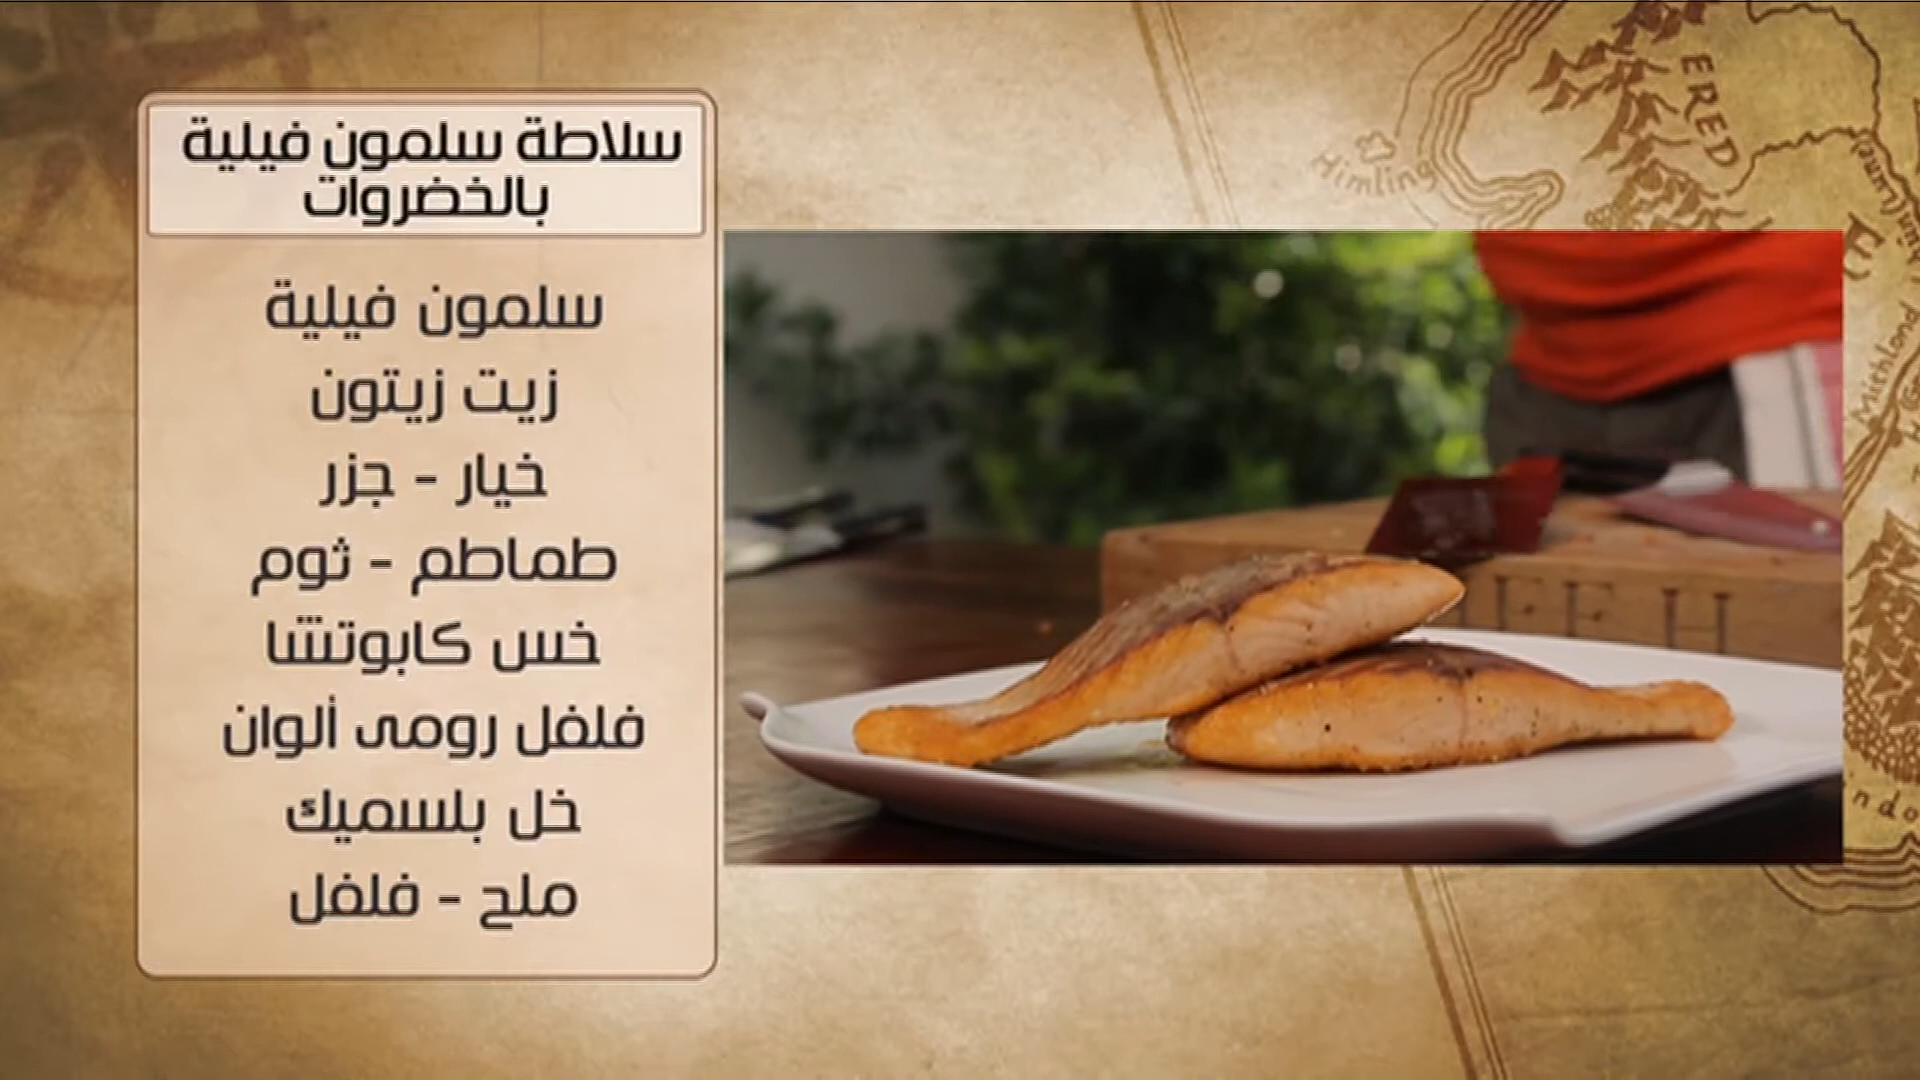 سلاطة سلمون فيلية
بالخضروات
سلمون فيلية
زيت زيتون
خيار - جزر
طماطم - ثوم
خس كابوتشا
فلفل رومى ألوان
خل بلسميك
ملح - فلفل
Himling
ERED
Mithlond